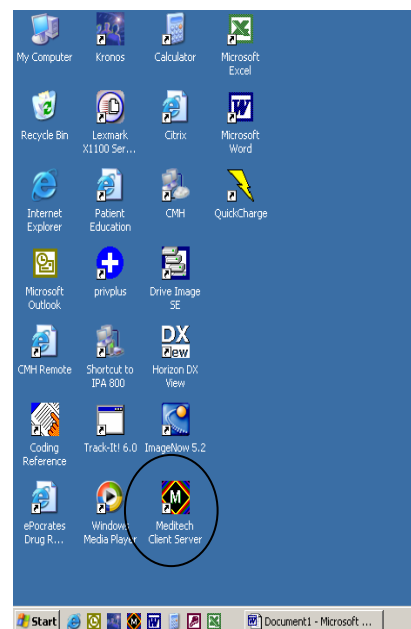 My Computer
Kronos
Calculator
Microsoft
Excel
Recycle Bin
Lexmark
X1100 Ser...
Citrix
Microsoft
Word
Internet
Explorer
Patient
Education
CMH
QuickCharge
Microsoft
Outlook
privplus
Drive Image
SE
CMH Remote
Shortcut to
IPA 800
DX
View
Horizon DX
View
Coding
Reference
Track-It! 6.0
ImageNow 5.2
ePocrates
Drug R...
Windows
Media Player
M
Meditech
Client Server
Start
Document1 - Microsoft ...